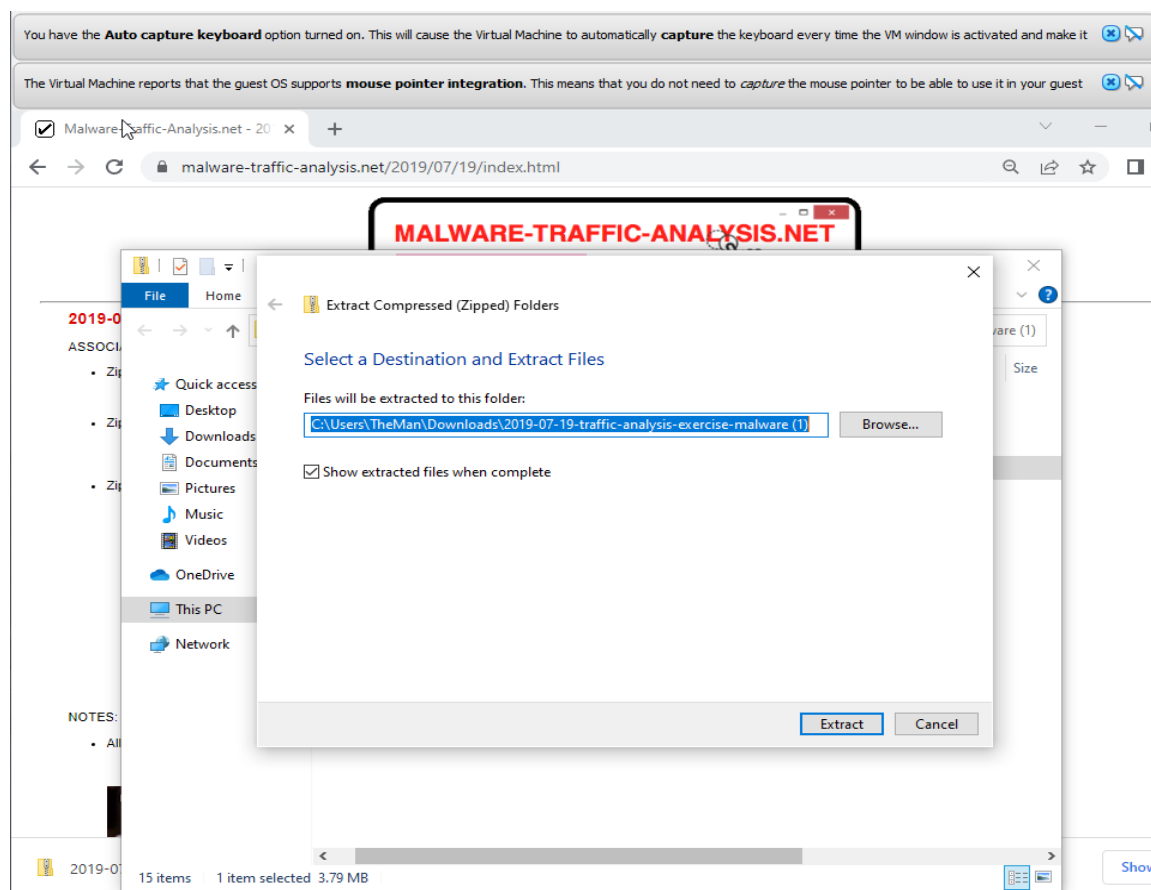 You have the Auto capture keyboard option turned on. This will cause the Virtual Machine to automatically capture the keyboard every time the VM window is activated and make it
The Virtual Machine reports that the guest OS supports mouse pointer integration. This means that you do not need to capture the mouse pointer to be able to use it in your guest
Malware-Traffic-Analysis.net - 20
malware-traffic-analysis.net/2019/07/19/index.html
MALWARE-TRAFFIC-ANALYSIS.NET
File Home
Extract Compressed (Zipped) Folders
2019-0
ASSOCI
Zip
Zip
Zip
NOTES:
All
Quick access
Desktop
Downloads
Documents
Pictures
Music
Videos
OneDrive
This PC
Network
ware (1)
Size
Select a Destination and Extract Files
Files will be extracted to this folder:
C:\Users\TheMan\Downloads\2019-07-19-traffic-analysis-exercise-malware (1)
Browse...
Show extracted files when complete
Extract Cancel
2019-07
15 items 1 item selected 3.79 MB
Show